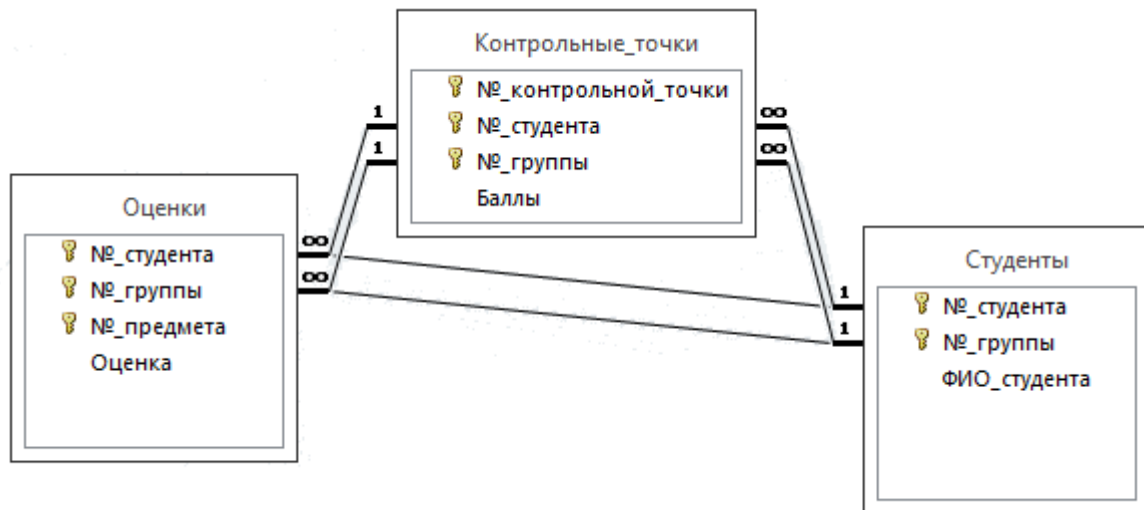 Контрольные_точки
№_контрольной_точки
№_студента
№_группы
Баллы
1
1
∞
∞
Оценки
№_студента
№_группы
№_предмета
Оценка
∞
∞
Студенты
№_студента
№_группы
ФИО_студента
1
1